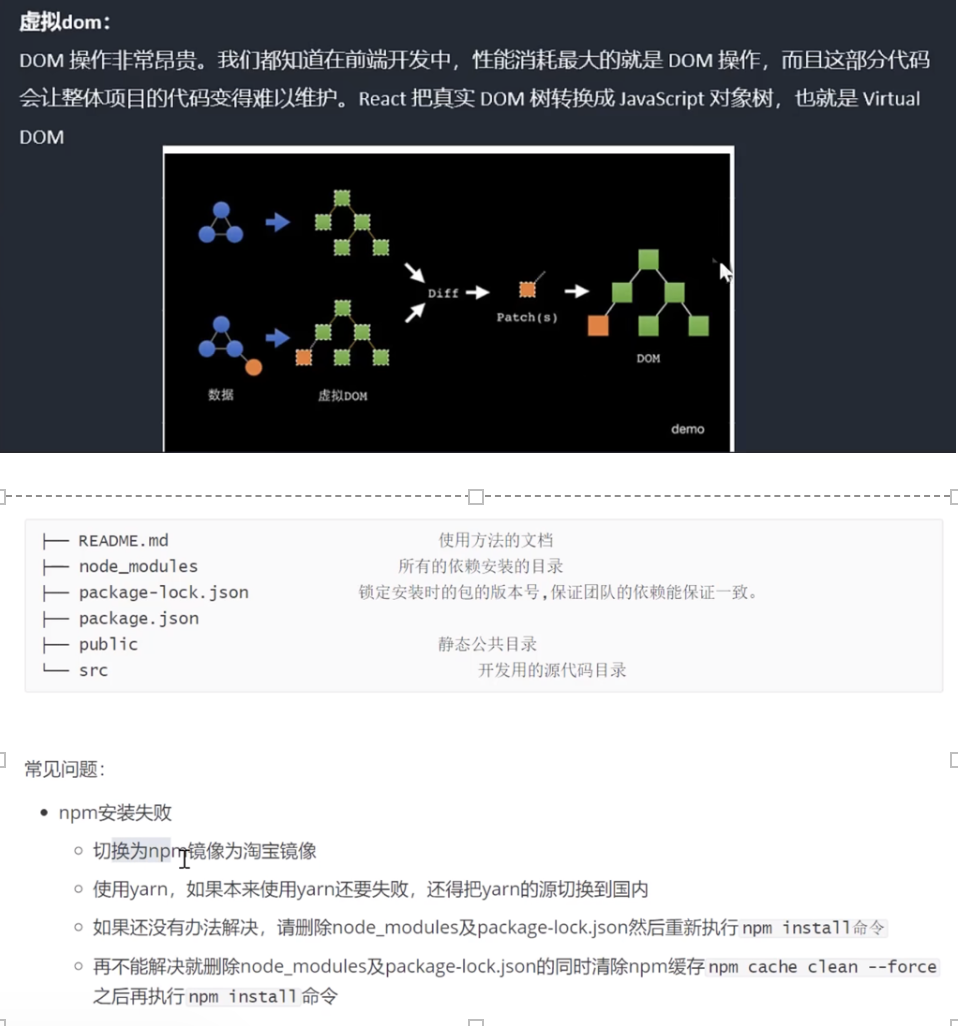 虚拟dom：
DOM 操作非常昂贵。我们都知道在前端开发中，性能消耗最大的就是 DOM 操作，而且这部分代码
会让整体项目的代码变得难以维护。React 把真实 DOM 树转换成 JavaScript 对象树，也就是 Virtual
DOM
Diff
Patch(s)
DOM
数据
虚拟DOM
demo
├── README.md 使用方法的文档
├── node_modules 所有的依赖安装的目录
├── package-lock.json 锁定安装时的包的版本号,保证团队的依赖能保证一致。
├── package.json
├── public 静态公共目录
└── src 开发用的源代码目录
常见问题：
• npm安装失败
○ 切换为npm镜像为淘宝镜像
○ 使用yarn，如果本来使用yarn还要失败，还得把yarn的源切换到国内
○ 如果还没有办法解决，请删除node_modules及package-lock.json然后重新执行 npm install命令
○ 再不能解决就删除node_modules及package-lock.json的同时清除npm缓存 npm cache clean --force
之后再执行 npm install 命令